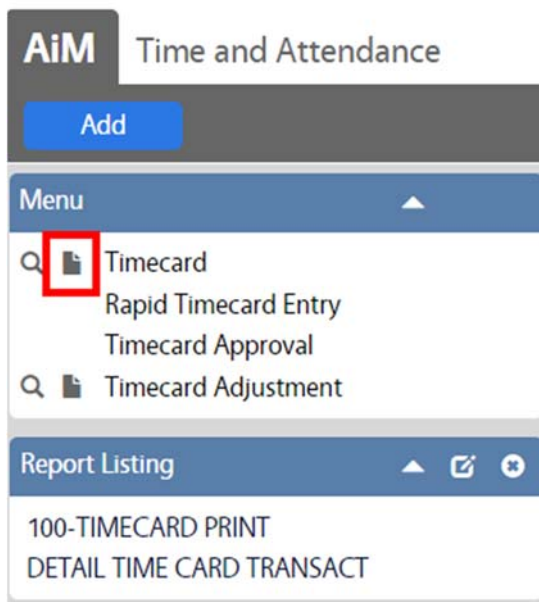 AiM Time and Attendance
Add
Menu
Timecard
Rapid Timecard Entry
Timecard Approval
Timecard Adjustment
Report Listing
100-TIMECARD PRINT
DETAIL TIME CARD TRANSACT